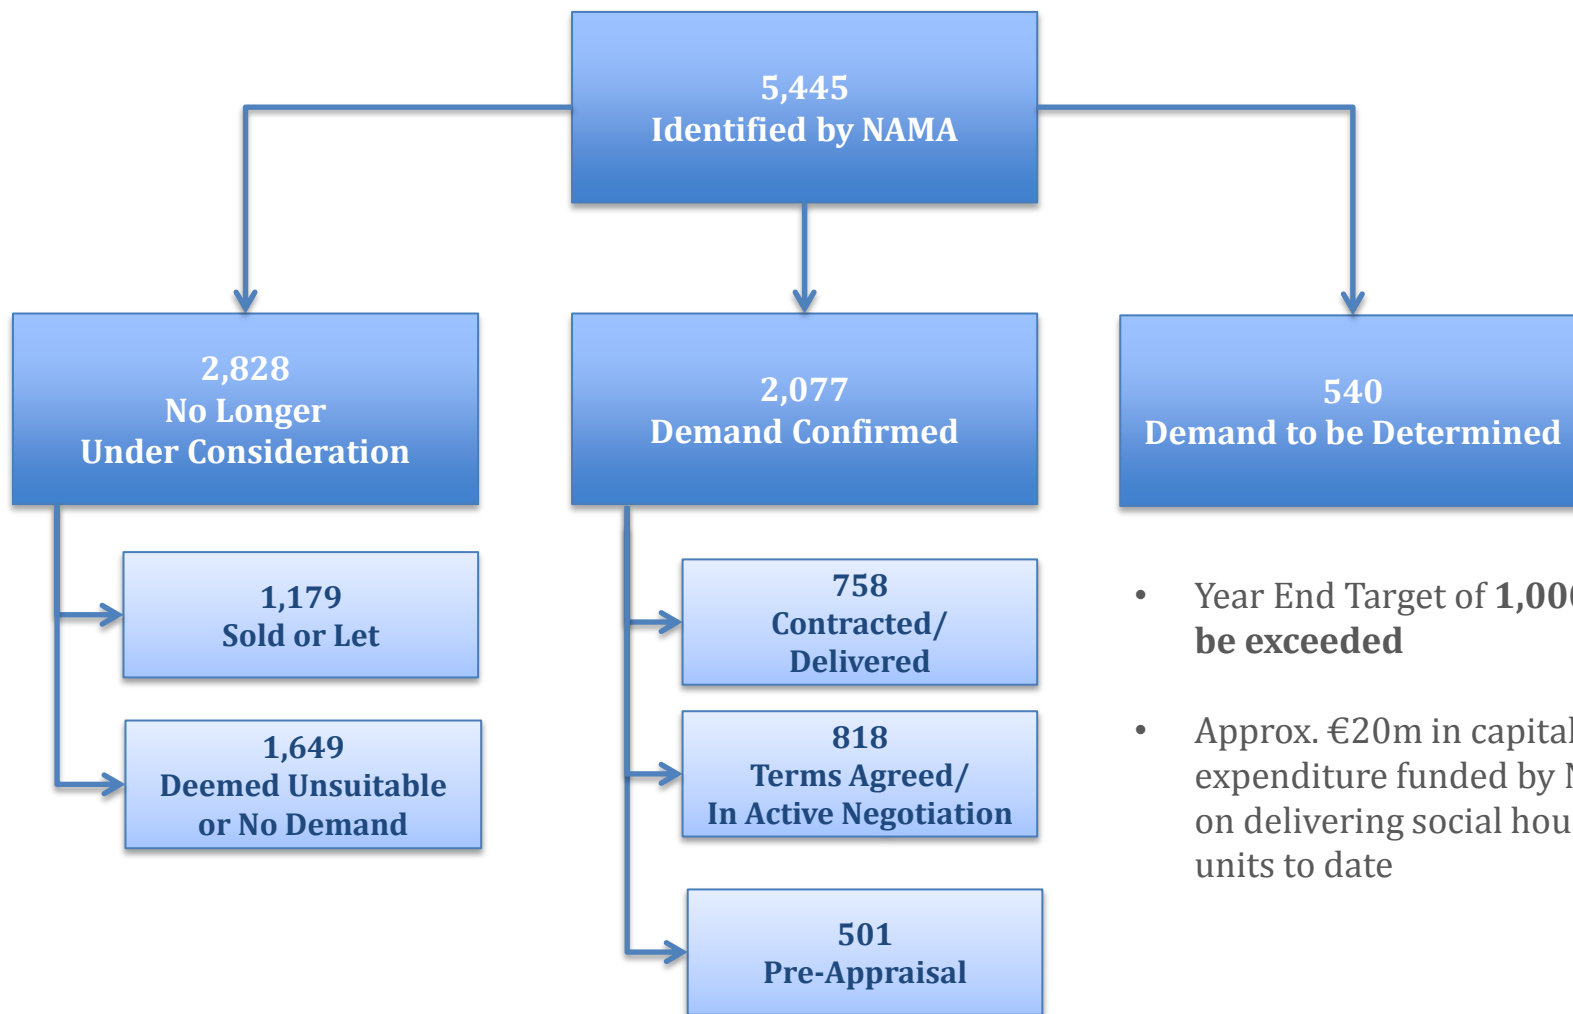 5,445
Identified by NAMA
2,828
No Longer
Under Consideration
2,077
Demand Confirmed
540
Demand to be Determined
1,179
Sold or Let
1,649
Deemed Unsuitable
or No Demand
758
Contracted/
Delivered
818
Terms Agreed/
In Active Negotiation
501
Pre-Appraisal
• Year End Target of
be exceeded
• Approx. €20m in capital
expenditure funded by
on delivering social
units to date